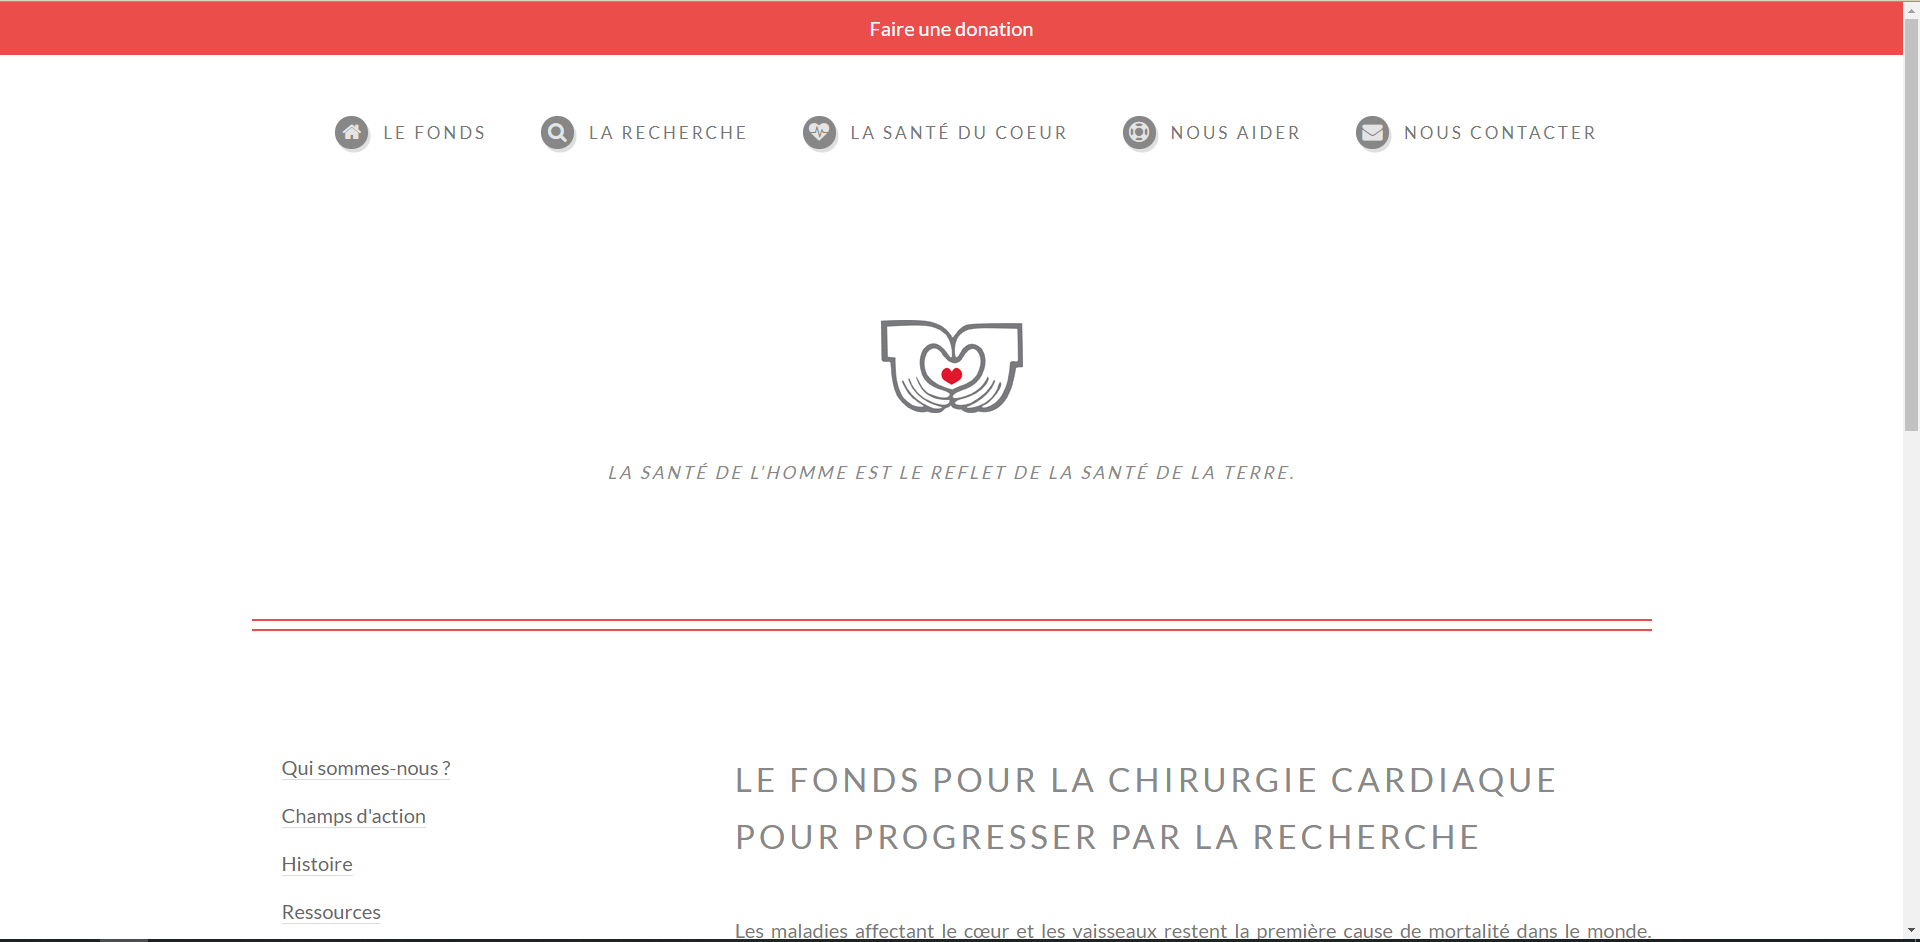 Faire une donation
LE FONDS
LA RECHERCHE
LA SANTÉ DU COEUR
NOUS AIDER
NOUS CONTACTER
LA SANTÉ DE L'HOMME EST LE REFLET DE LA SANTÉ DE LA TERRE.
Qui sommes-nous ?
Champs d'action
Histoire
Ressources
LE FONDS POUR LA CHIRURGIE CARDIAQUE
POUR PROGRESSER PAR LA RECHERCHE
Les maladies affectant le cœur et les vaisseaux restent la première cause de mortalité dans le monde.